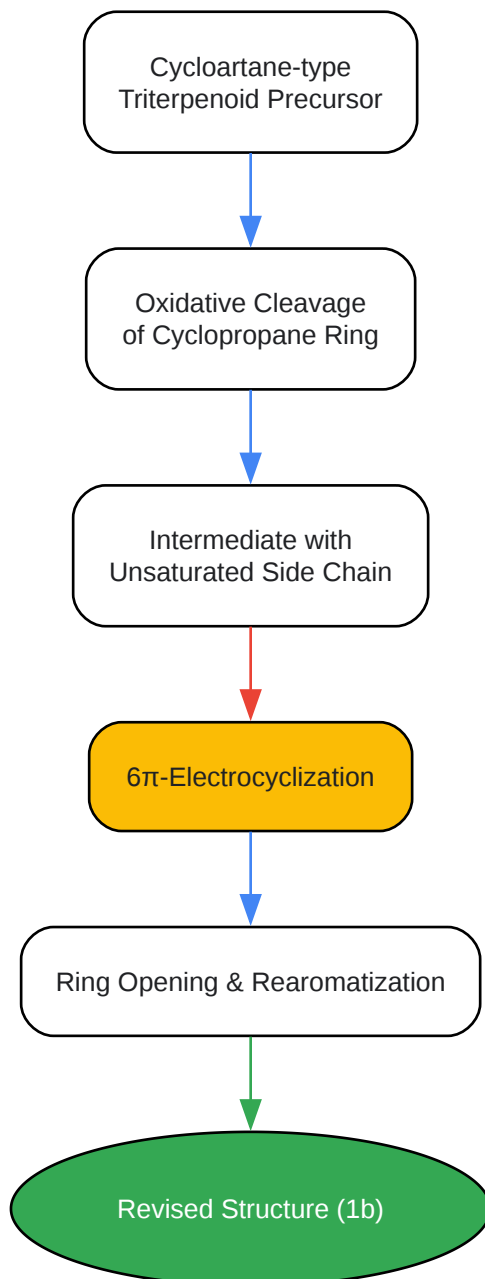 Cycloartane-type
Triterpenoid Precursor
Oxidative Cleavage
of Cyclopropane Ring
Intermediate with
Unsaturated Side Chain
6π-Electrocyclization
Ring Opening & Rearomatization
Revised Structure (1b)